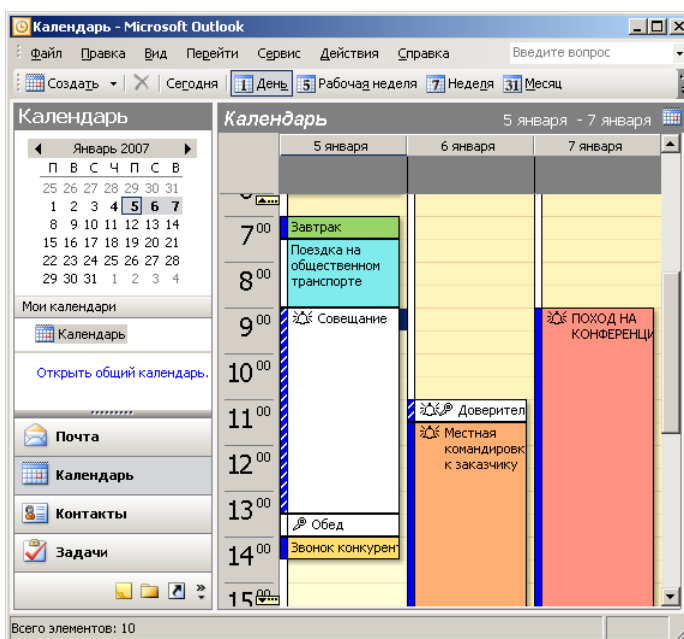 Календарь - Microsoft Outlook
Файл Правка Вид Перейти Сервис Действия Справка Введите вопрос
Создать Сегодня 1 День 5 Рабочая неделя 7 Неделя 31 Месяц
Календарь
Январь 2007
П В С Ч П С В
25 26 27 28 29 30 31
1 2 3 4 5 6 7
8 9 10 11 12 13 14
15 16 17 18 19 20 21
22 23 24 25 26 27 28
29 30 31 1 2 3 4
Мои календари
Календарь
Открыть общий календарь.
Почта
Календарь
Контакты
Задачи
Календарь 5 января - 7 января
5 января 6 января 7 января
7 00 Завтрак
Поездка на
общественном
8 00 транспорте
9 00 Совещание ПОХОД НА
КОНФЕРЕНЦИ
10 00
11 00 Доверител
Местная
командировк
12 00 к заказчику
13 00
Обед
14 00 Звонок конкурент
15 00
Всего элементов: 10